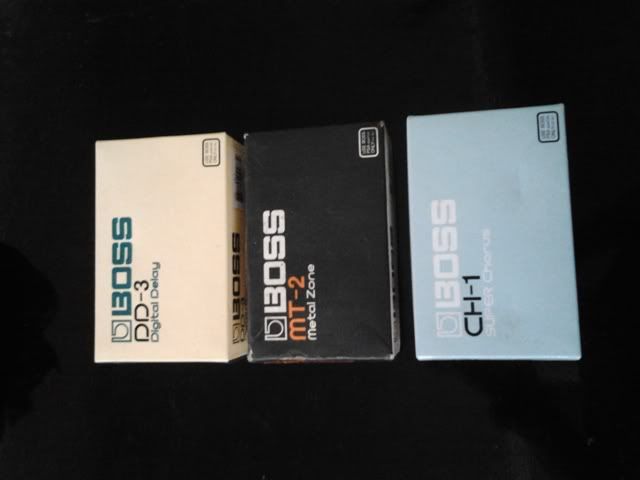 BOSS
DD-3
Digital Delay
BOSS
MT-2
Metal Zone
BOSS
CH-1
SUPER Chorus